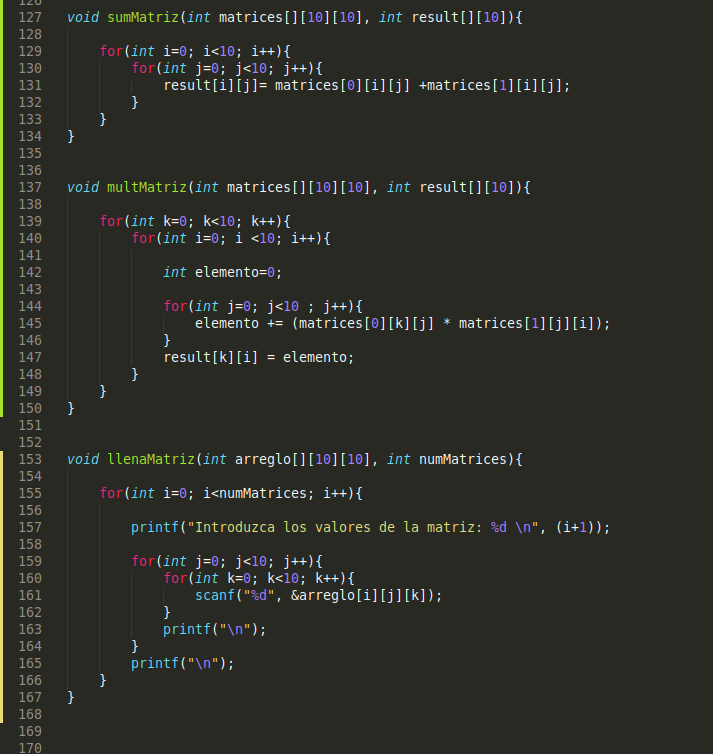 126
127 void sumMatriz(int matrices[][10][10], int result[][10]){
128
129 for(int i=0; i<10; i++){
130 for(int j=0; j<10; j++){
131 result[i][j]= matrices[0][i][j] +matrices[1][i][j];
132 }
133 }
134 }
135
136
137 void multMatriz(int matrices[][10][10], int result[][10]){
138
139 for(int k=0; k<10; k++){
140 for(int i=0; i <10; i++){
141
142 int elemento=0;
143
144 for(int j=0; j<10 ; j++){
145 elemento += (matrices[0][k][j] * matrices[1][j][i]);
146 }
147 result[k][i] = elemento;
148 }
149 }
150 }
151
152
153 void llenaMatriz(int arreglo[][10][10], int numMatrices){
154
155 for(int i=0; i<numMatrices; i++){
156
157 printf("Introduzca los valores de la matriz: %d \n", (i+1));
158
159 for(int j=0; j<10; j++){
160 for(int k=0; k<10; k++){
161 scanf("%d", &arreglo[i][j][k]);
162 }
163 printf("\n");
164 }
165 printf("\n");
166 }
167 }
168
169
170